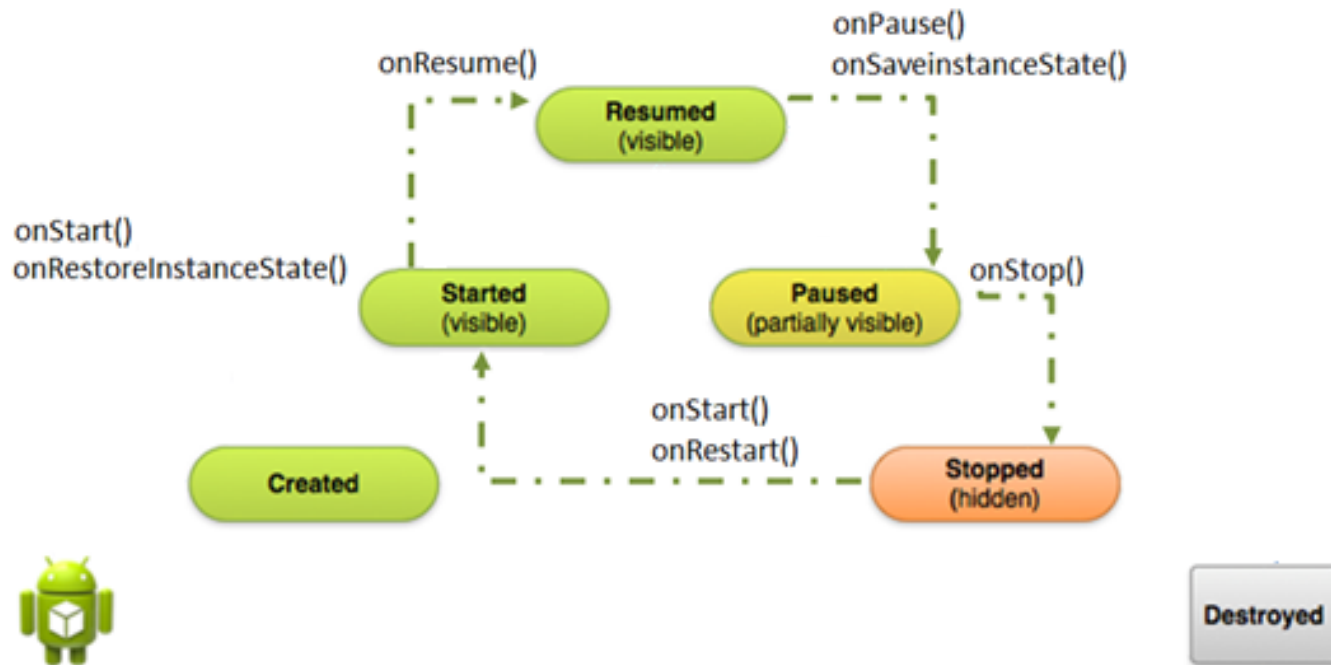 onPause()
onSaveinstanceState()
onResume()
Resumed
(visible)
onStart()
onRestoreInstanceState()
Started
(visible)
Paused
(partially visible)
onStop()
onStart()
onRestart()
Created
Stopped
(hidden)
Destroyed